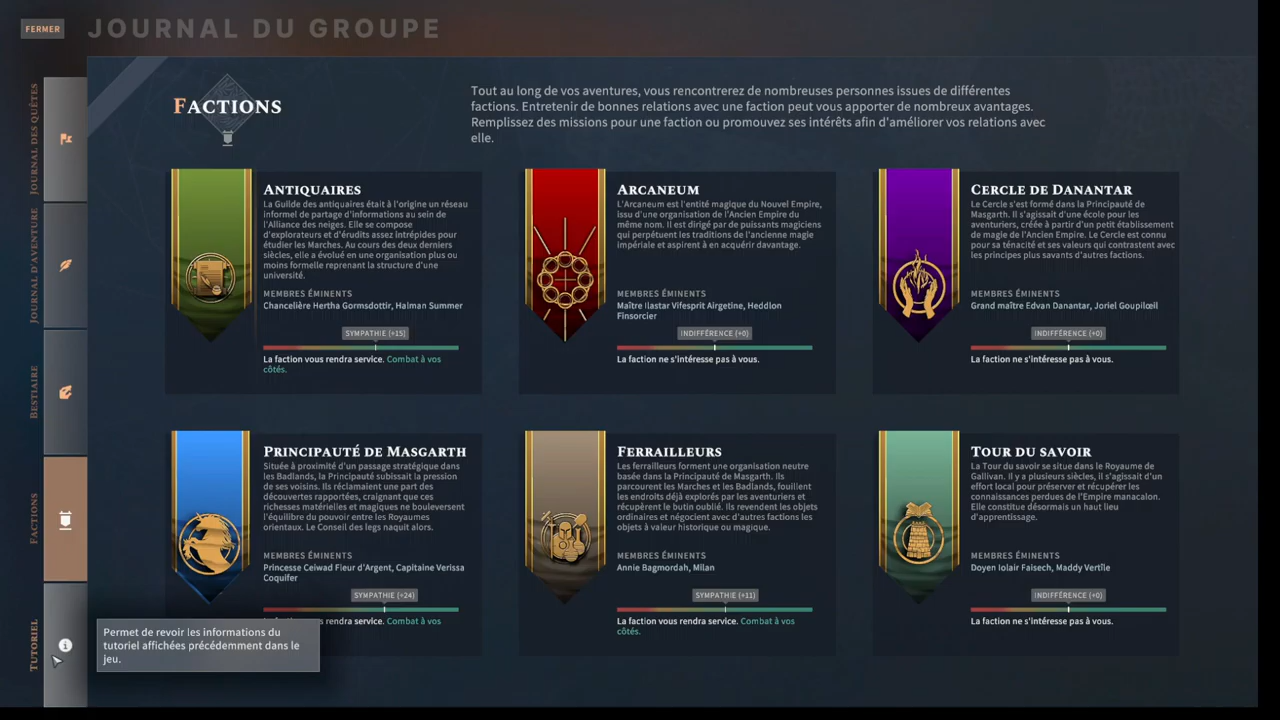 FERMER
JOURNAL DU GROUPE
JOURNAL DES QUÊTES
JOURNAL D'AVENTURE
BESTIAIRE
FACTIONS
TUTORIEL
FACTIONS
Tout au long de vos aventures, vous rencontrerez de nombreuses personnes issues de différentes
factions. Entretenir de bonnes relations avec une faction peut vous apporter de nombreux avantages.
Remplissez des missions pour une faction ou promouvez ses intérêts afin d'améliorer vos relations avec
elle.
ANTIQUAIRES
La Guilde des antiquaires était à l'origine un réseau
informel de partage d'informations au sein de
l'Alliance des neiges. Elle se compose
d'explorateurs et d'érudits assez intrépides pour
étudier les Marches. Au cours des deux derniers
siècles, elle a évolué en une organisation plus ou
moins formelle reprenant la structure d'une
université.
MEMBRES ÉMINENTS
Chancelière Hertha Gormsdottir, Halman Summer
SYMPATHIE (+15)
La faction vous rendra service. Combat à vos
côtés.
ARCANEUM
L'Arcaneum est l'entité magique du Nouvel Empire,
issu d'une organisation de l'Ancien Empire du
même nom. Il est dirigé par de puissants magiciens
qui perpétuent les traditions de l'ancienne magie
impériale et aspirent à en acquérir davantage.
MEMBRES ÉMINENTS
Maître Ilastar Vifesprit Airgetine, Heddlon
Finsorcier
INDIFFÉRENCE (+0)
La faction ne s'intéresse pas à vous.
CERCLE DE DANANTAR
Le Cercle s'est formé dans la Principauté de
Masgarth. Il s'agissait d'une école pour les
aventuriers, créée à partir d'un petit établissement
de magie de l'Ancien Empire. Le Cercle est connu
pour sa ténacité et ses valeurs qui contrastent avec
les principes plus savants d'autres factions.
MEMBRES ÉMINENTS
Grand maître Edvan Danantar, Joriel Goupilœil
INDIFFÉRENCE (+0)
La faction ne s'intéresse pas à vous.
PRINCIPAUTÉ DE MASGARTH
Située à proximité d'un passage stratégique dans
les Badlands, la Principauté subissait la pression
de ses voisins. Ils réclamaient une part des
découvertes rapportées, craignant que ces
richesses matérielles et magiques ne bouleversent
l'équilibre du pouvoir entre les Royaumes
orientaux. Le Conseil des legs naquit alors.
MEMBRES ÉMINENTS
Princesse Ceiwad Fleur d'Argent, Capitaine Verissa
Coquifer
SYMPATHIE (+24)
s rendra service. Combat à vos
FERRAILLEURS
Les ferrailleurs forment une organisation neutre
basée dans la Principauté de Masgarth. Ils
parcourent les Marches et les Badlands, fouillent
les endroits déjà explorés par les aventuriers et
récupèrent le butin oublié. Ils revendent les objets
ordinaires et négocient avec d'autres factions les
objets à valeur historique ou magique.
MEMBRES ÉMINENTS
Annie Bagmordah, Milan
SYMPATHIE (+11)
La faction vous rendra service. Combat à vos
côtés.
TOUR DU SAVOIR
La Tour du savoir se situe dans le Royaume de
Gallivan. Il y a plusieurs siècles, il s'agissait d'un
effort local pour préserver et récupérer les
connaissances perdues de l'Empire manacalon.
Elle constitue désormais un haut lieu
d'apprentissage.
MEMBRES ÉMINENTS
Doyen Iolair Faisech, Maddy Vertïle
INDIFFÉRENCE (+0)
La faction ne s'intéresse pas à vous.
Permet de revoir les informations du
tutoriel affichées précédemment dans le
jeu.